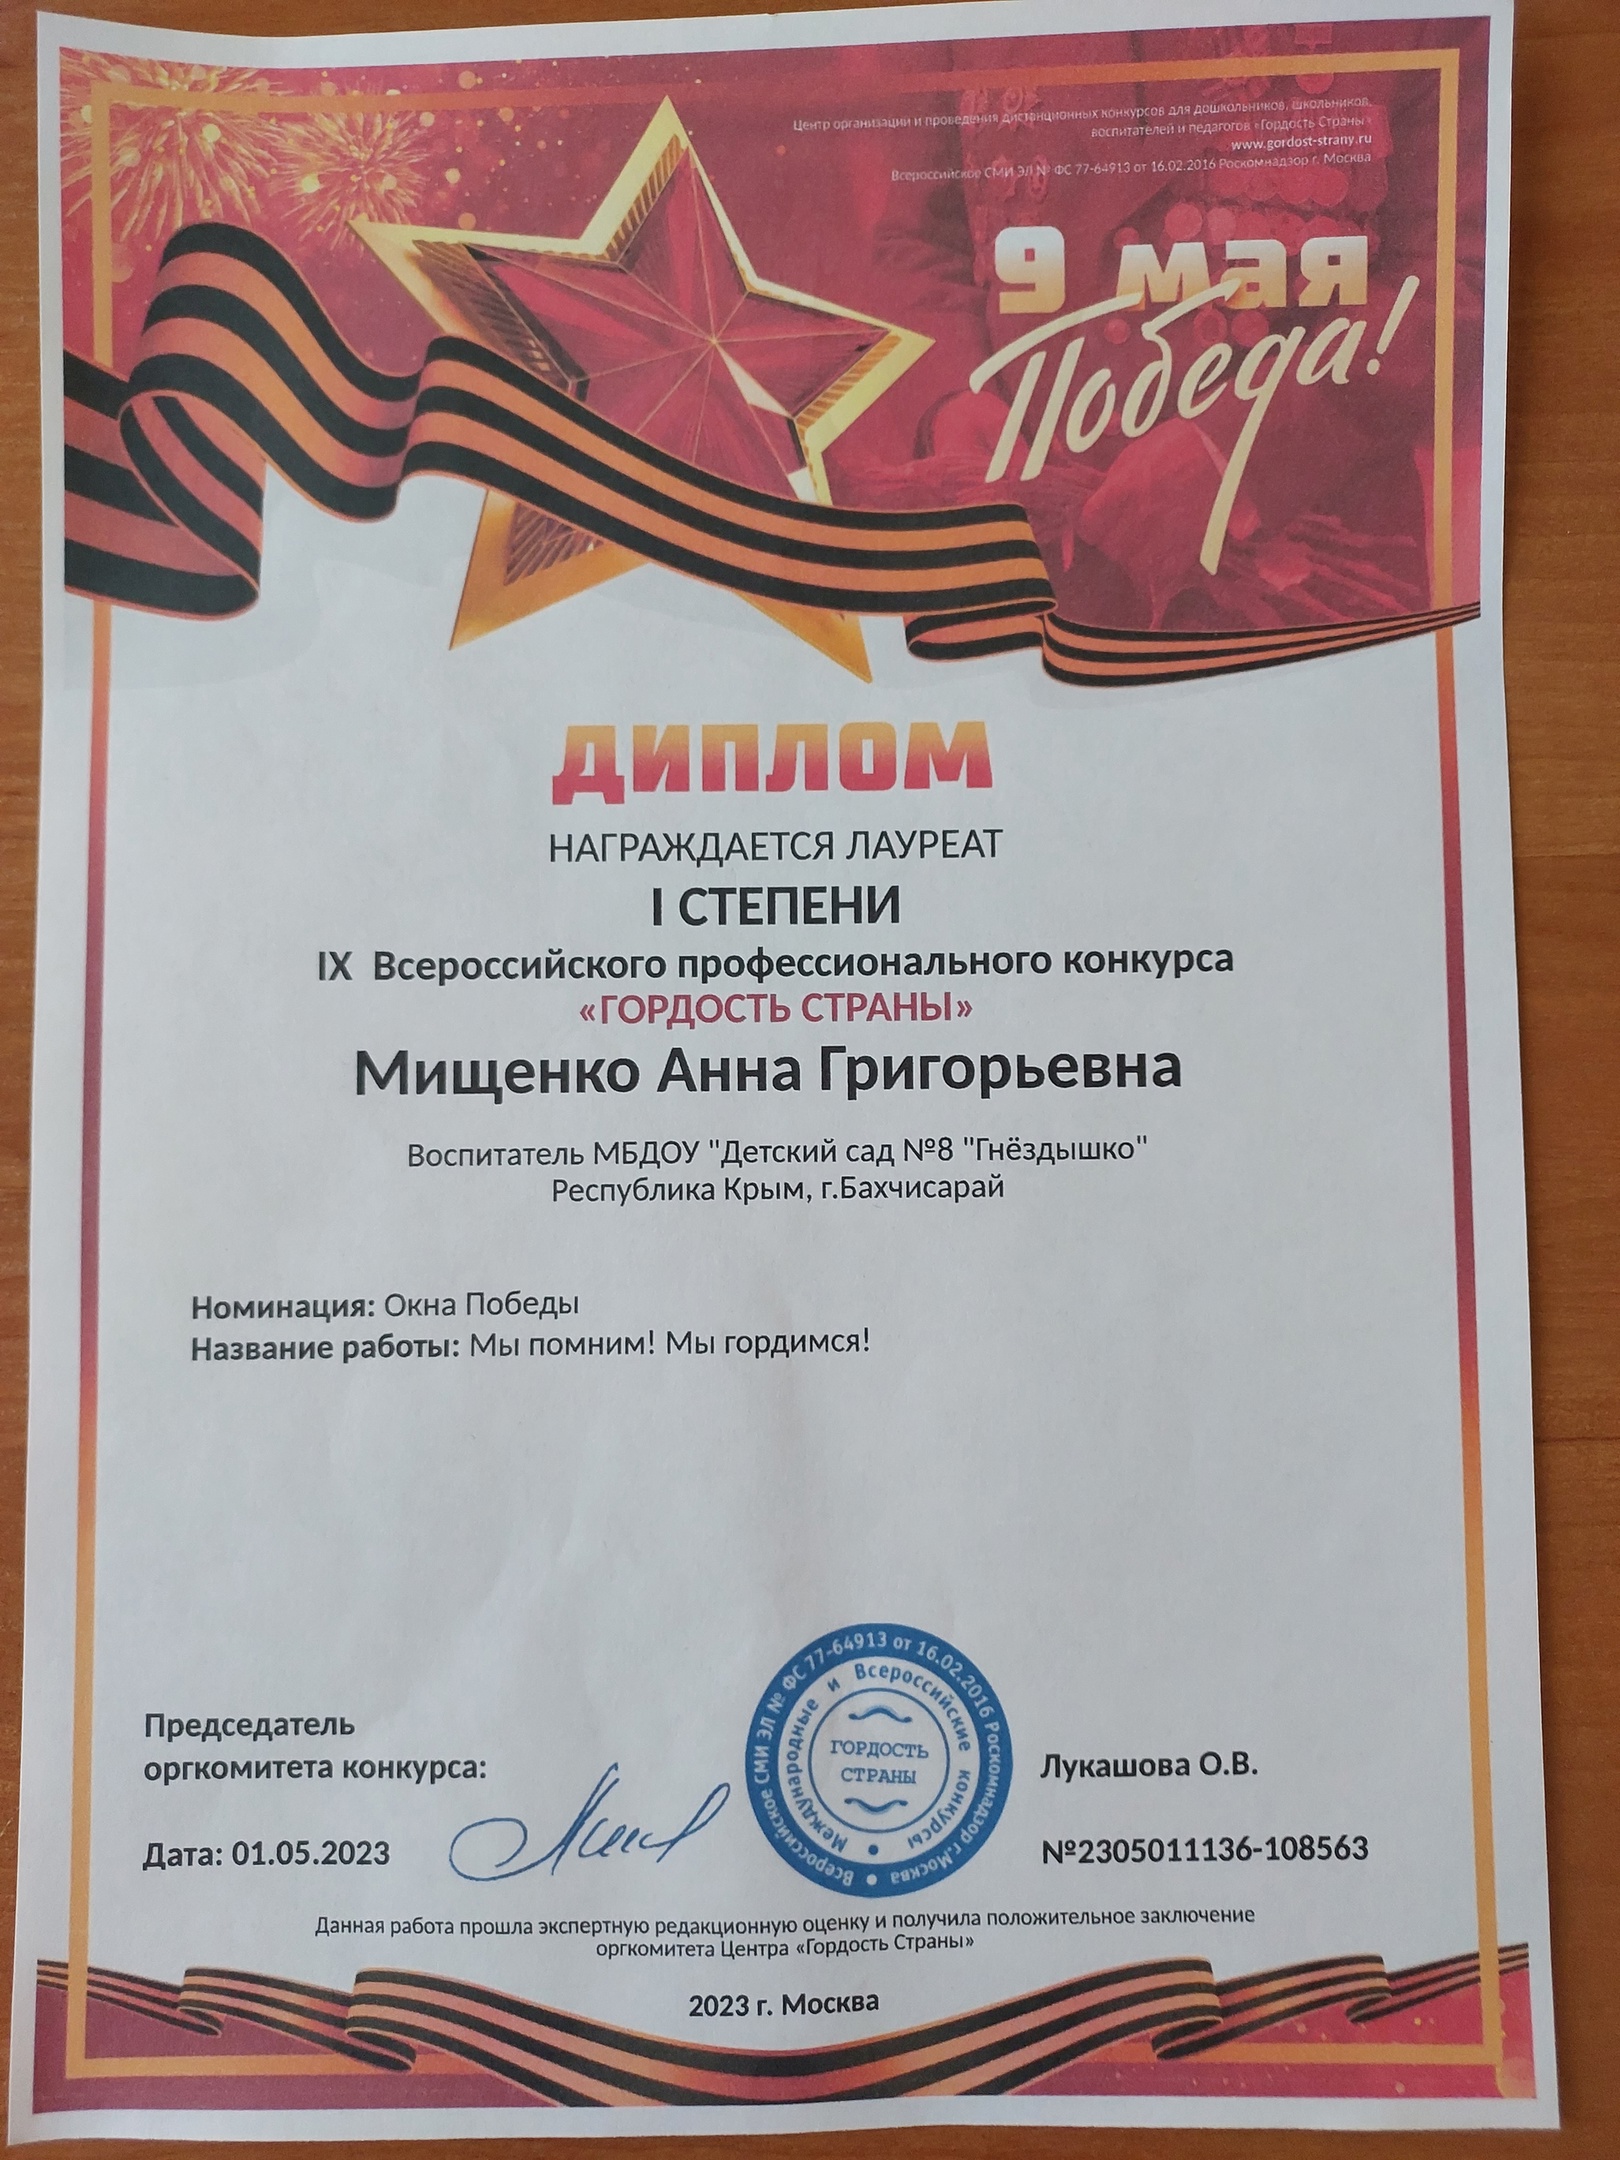 Центр организации и проведения дистанционных конкурсов для дошкольников, школьников,
воспитателей и педагогов «Гордость Страны»
www.gordost-strany.ru
Всероссийское СМИ ЭЛ № ФС 77-64913 от 16.02.2016 Роскомнадзор г. Москва
9 мая
Победа!
ДИПЛОМ
НАГРАЖДАЕТСЯ ЛАУРЕАТ
I СТЕПЕНИ
IX Всероссийского профессионального конкурса
«ГОРДОСТЬ СТРАНЫ»
Мищенко Анна Григорьевна
Воспитатель МБДОУ "Детский сад №8 "Гнёздышко"
Республика Крым, г.Бахчисарай
Номинация: Окна Победы
Название работы: Мы помним! Мы гордимся!
Председатель
оргкомитета конкурса:
Всероссийское СМИ ЭЛ № ФС 77-64913 от 16.02.2016 Роскомнадзор г.Москва
Международные и Всероссийские конкурсы
ГОРДОСТЬ
СТРАНЫ
Лукашова О.В.
Дата: 01.05.2023
№2305011136-108563
Данная работа прошла экспертную редакционную оценку и получила положительное заключение
оргкомитета Центра «Гордость Страны»
2023 г. Москва